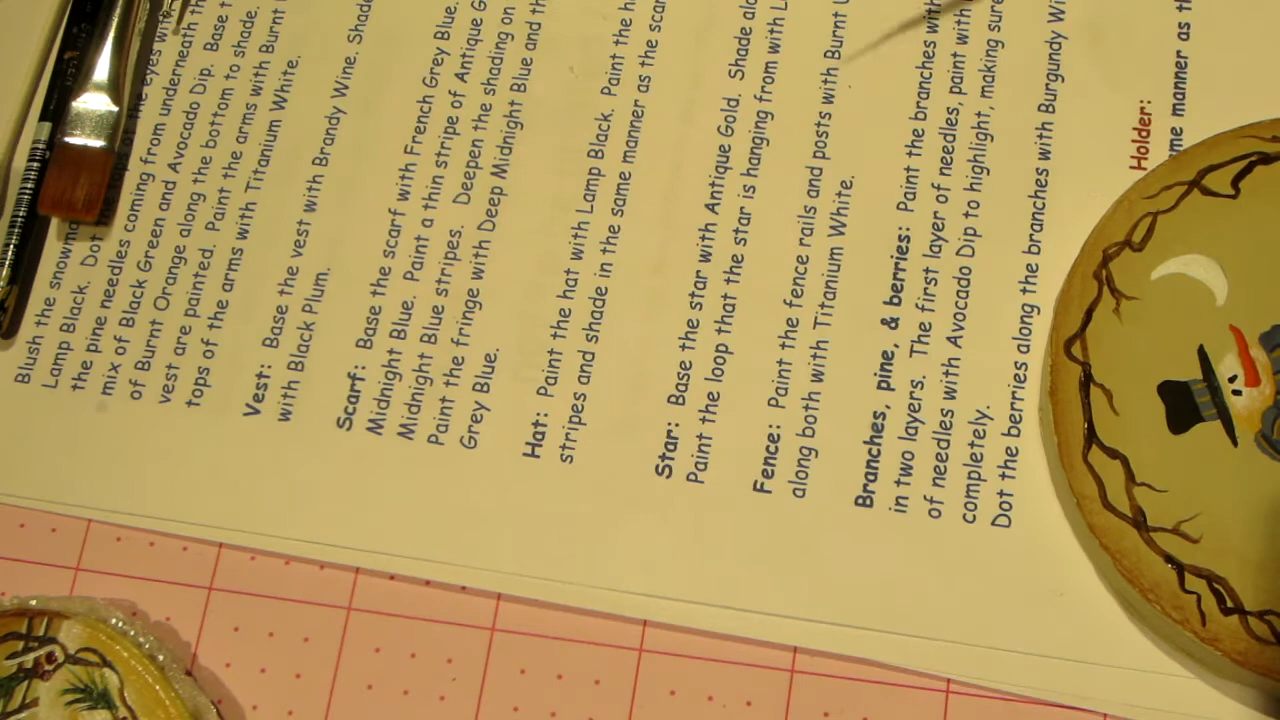 Blush the snowma
Lamp Black. Dot the eyes with
the pine needles coming from underneath th
mix of Black Green and Avocado Dip. Base t
of Burnt Orange along the bottom to shade.
vest are painted. Paint the arms with Burnt
tops of the arms with Titanium White.
Vest: Base the vest with Brandy Wine. Shade
with Black Plum.
Scarf: Base the scarf with French Grey Blue.
Midnight Blue. Paint a thin stripe of Antique G
Midnight Blue stripes. Deepen the shading on
Paint the fringe with Deep Midnight Blue and th
Grey Blue.
Hat: Paint the hat with Lamp Black. Paint the h
stripes and shade in the same manner as the scar
Star: Base the star with Antique Gold. Shade alo
Paint the loop that the star is hanging from with L
Fence: Paint the fence rails and posts with Burnt U
along both with Titanium White.
Branches, pine, & berries: Paint the branches with
in two layers. The first layer of needles, paint with
of needles with Avocado Dip to highlight, making sure
completely.
Dot the berries along the branches with Burgundy Wi
Holder:
me manner as th